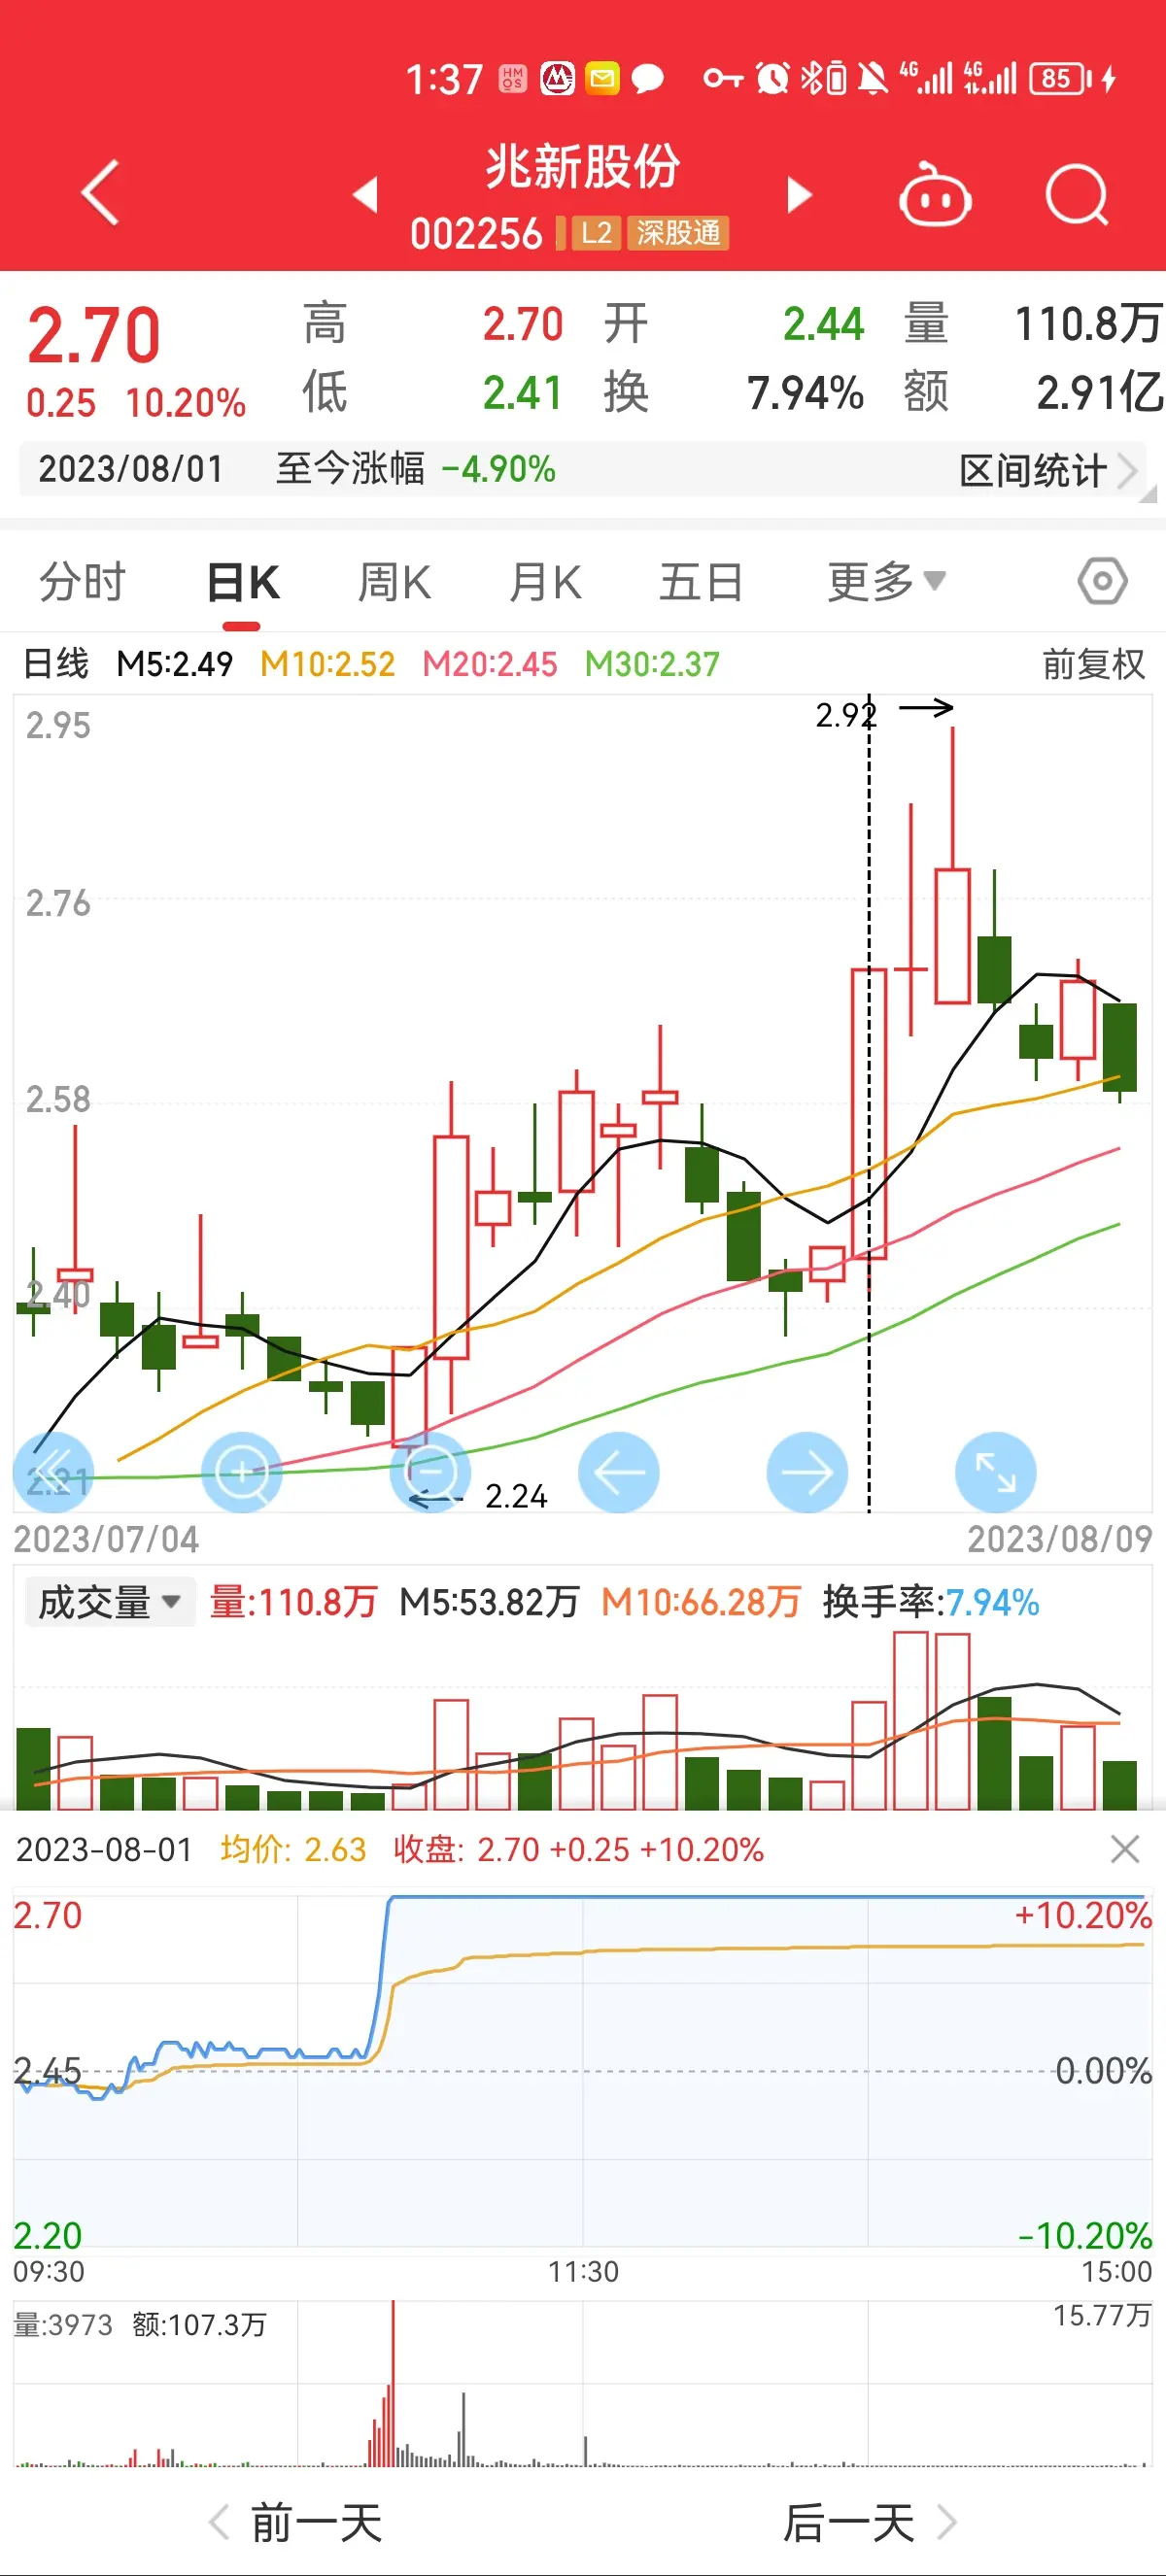 1:37 HM OS 4G 4G 85
兆新股份
002256 L2 深股通
2.70 高 2.70 开 2.44 量 110.8万
0.25 10.20% 低 2.41 换 7.94% 额 2.91亿
2023/08/01 至今涨幅 -4.90% 区间统计
分时 日K 周K 月K 五日 更多
日线 M5:2.49 M10:2.52 M20:2.45 M30:2.37 前复权
2.92
2.95
2.76
2.58
2.40
2.21
2.24
2023/07/04 2023/08/09
成交量 量:110.8万 M5:53.82万 M10:66.28万 换手率:7.94%
2023-08-01 均价: 2.63 收盘: 2.70 +0.25 +10.20%
2.70 +10.20%
2.45 0.00%
2.20 -10.20%
09:30 11:30 15:00
量:3973 额:107.3万 15.77万
前一天 后一天